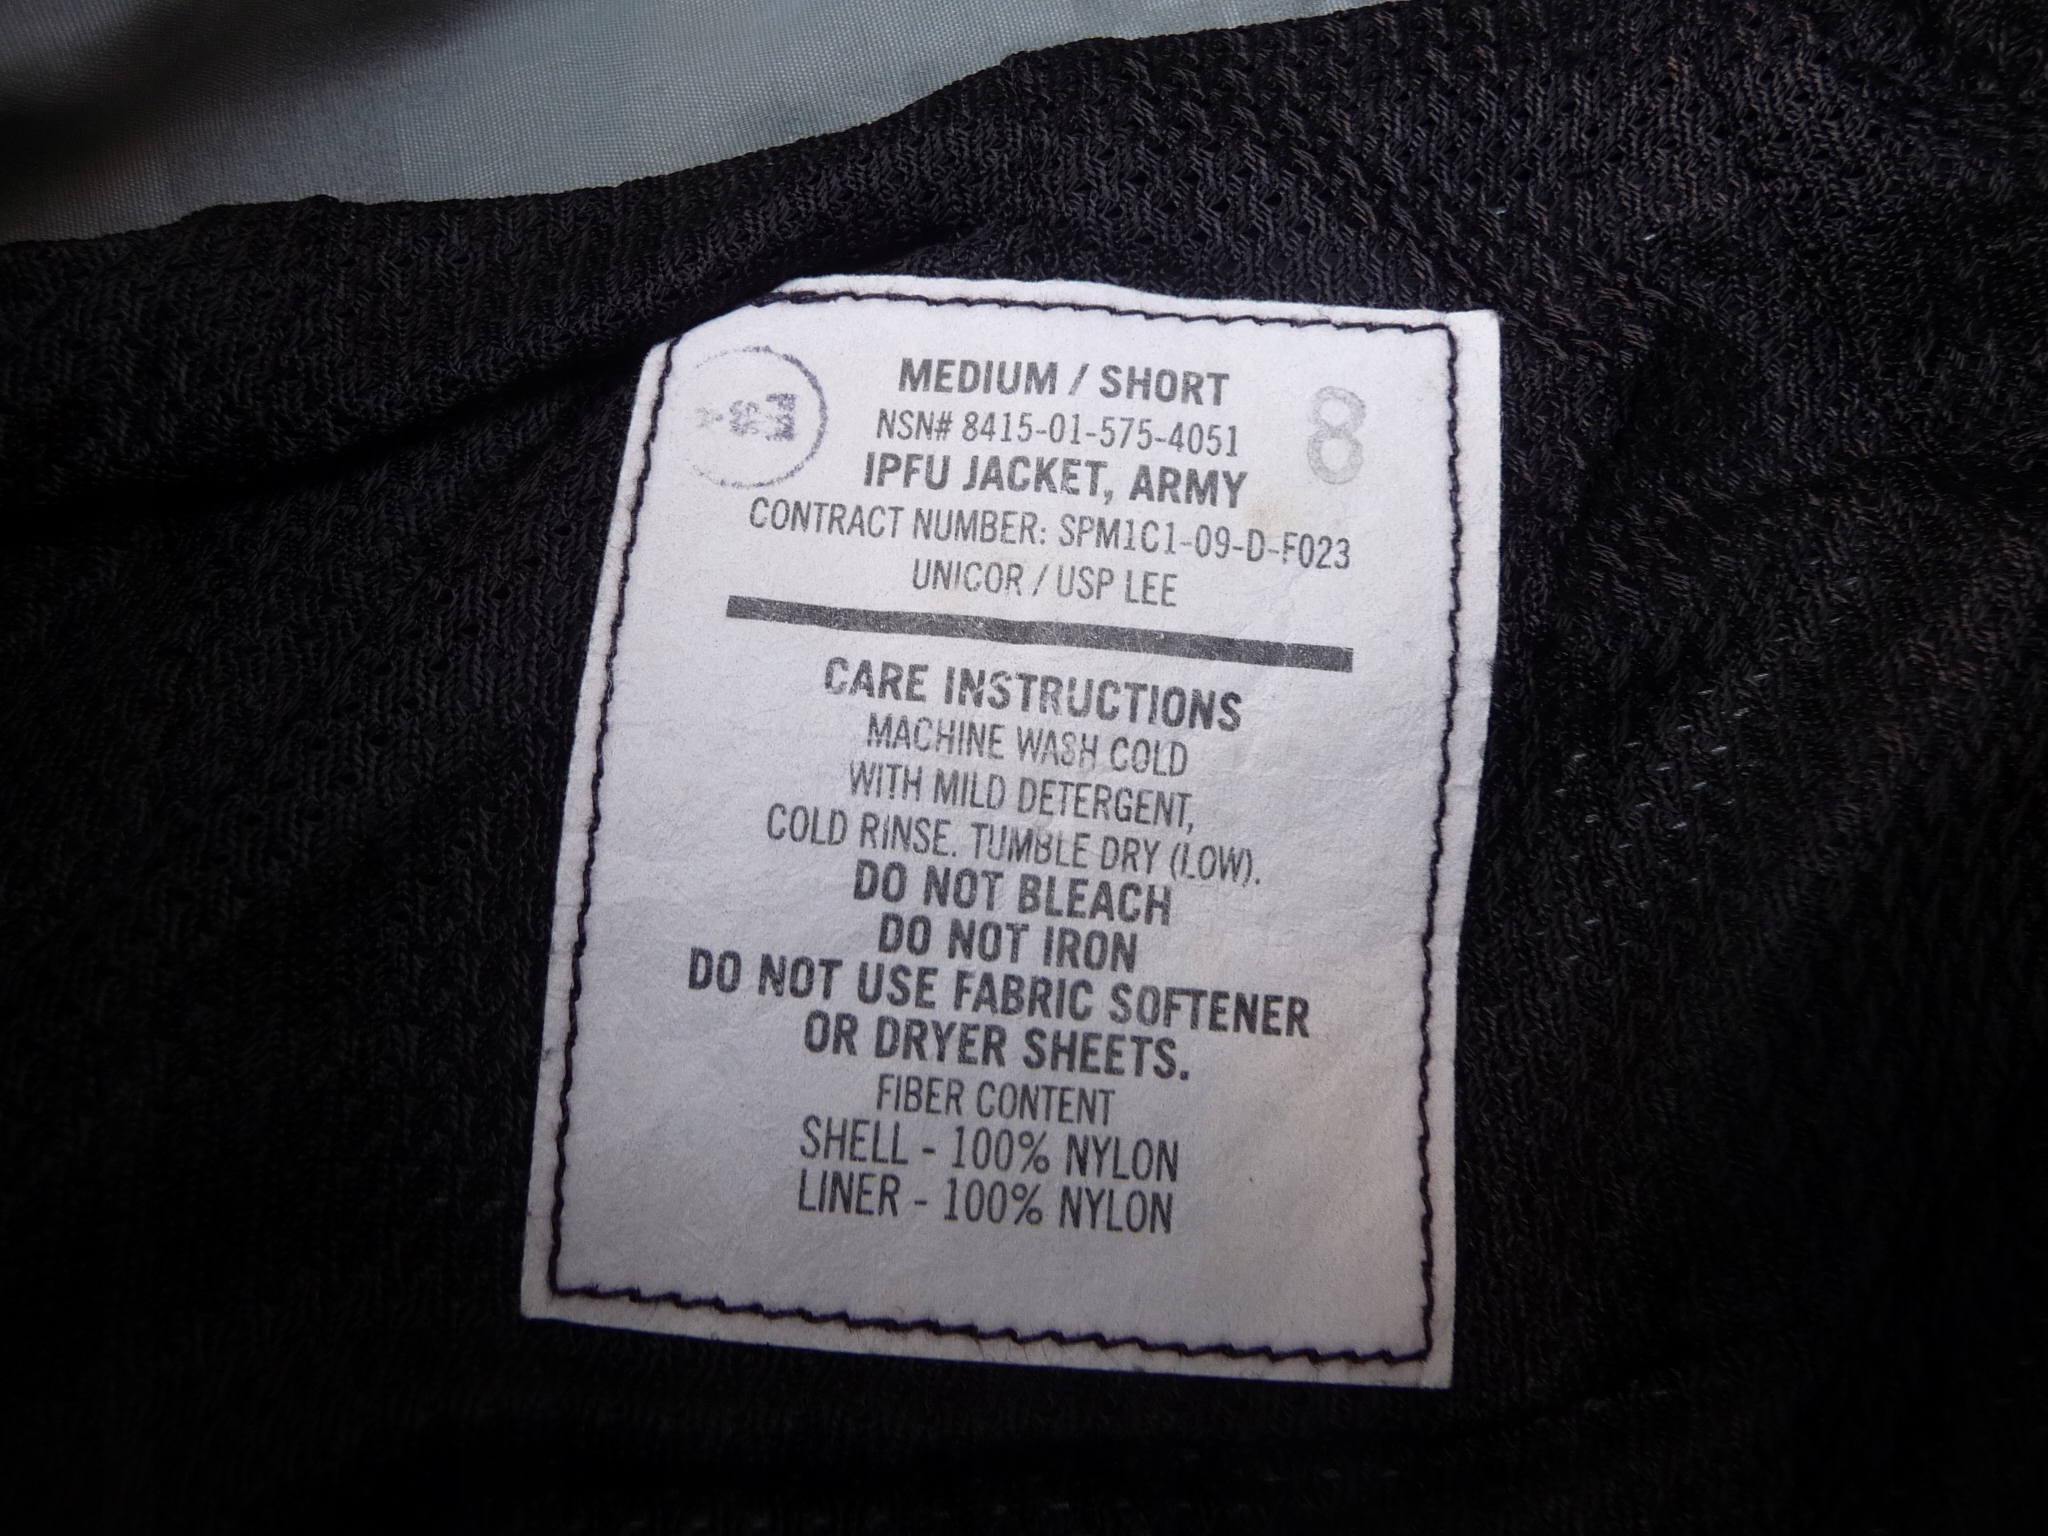 MEDIUM / SHORT
8
NSN# 8415-01-575-4051
IPFU JACKET, ARMY
CONTRACT NUMBER: SPM1C1-09-D-F023
UNICOR / USP LEE
CARE INSTRUCTIONS
MACHINE WASH COLD
WITH MILD DETERGENT,
COLD RINSE. TUMBLE DRY (LOW).
DO NOT BLEACH
DO NOT IRON
DO NOT USE FABRIC SOFTENER
OR DRYER SHEETS.
FIBER CONTENT
SHELL - 100% NYLON
LINER - 100% NYLON